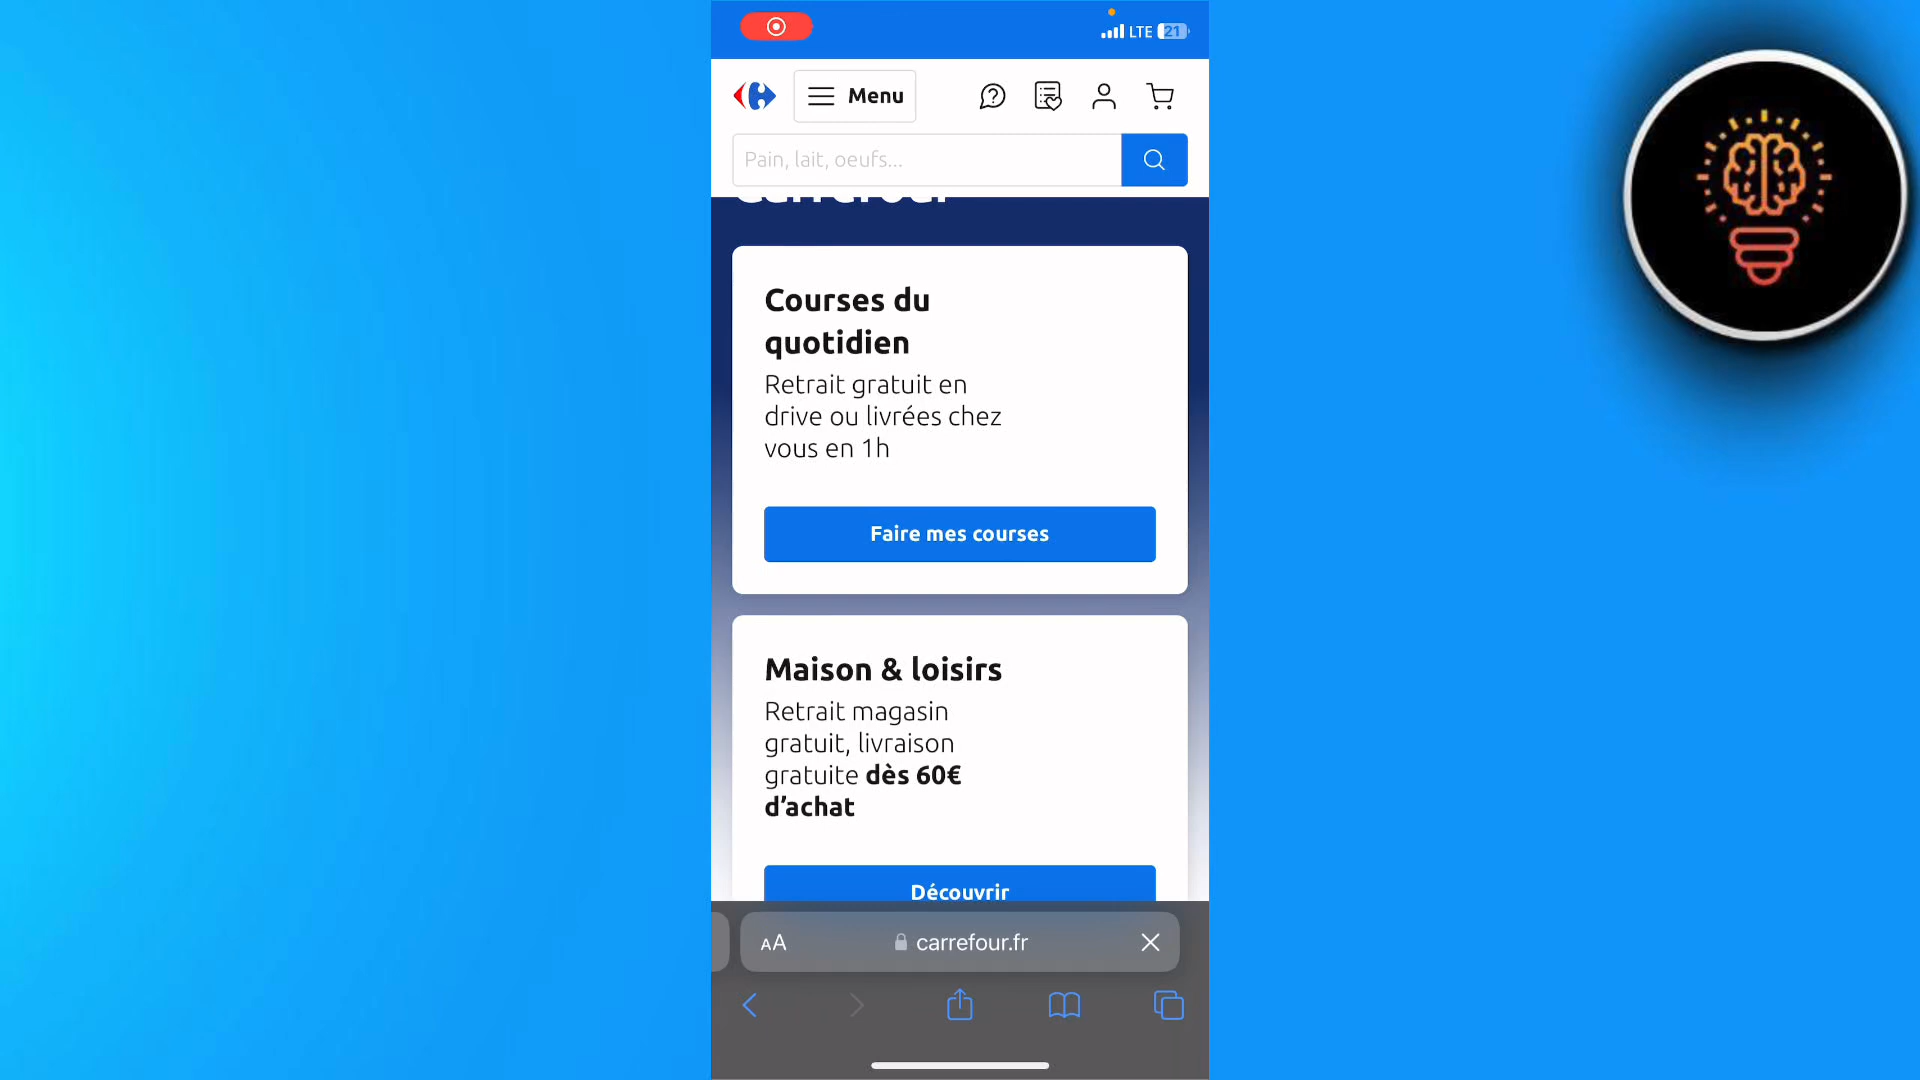 LTE 21
Menu
Pain, lait, oeufs...
Courses du
quotidien
Retrait gratuit en
drive ou livrées chez
vous en 1h
Faire mes courses
Maison & loisirs
Retrait magasin
gratuit, livraison
gratuite dès 60€
d’achat
Découvrir
AA carrefour.fr